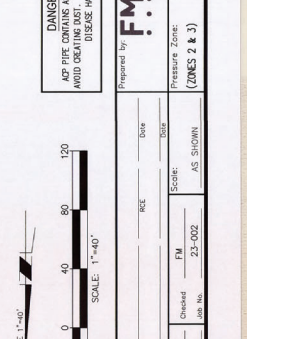 DANGE
ACP PIPE CONTAINS A
AVOID CREATING DUST.
DISEASE HA
1"=40'
0 40 80 120
SCALE: 1"=40'
Prepared by:
FM
RCE Date
Date
Pressure Zone:
(ZONES 2 & 3)
Scale:
AS SHOWN
Checked FM
Job No. 23-002